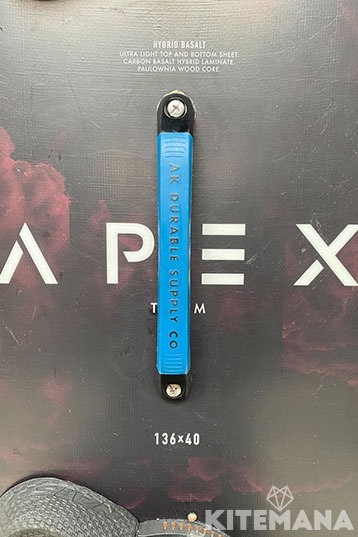 HYBRID BASALT
ULTRA LIGHT TOP AND BOTTOM SHEET.
CARBON BASALT HYBRID LAMINATE.
PAULOWNIA WOOD CORE.
AK DURABLE SUPPLY CO
APEX
136×40
KITEMANA